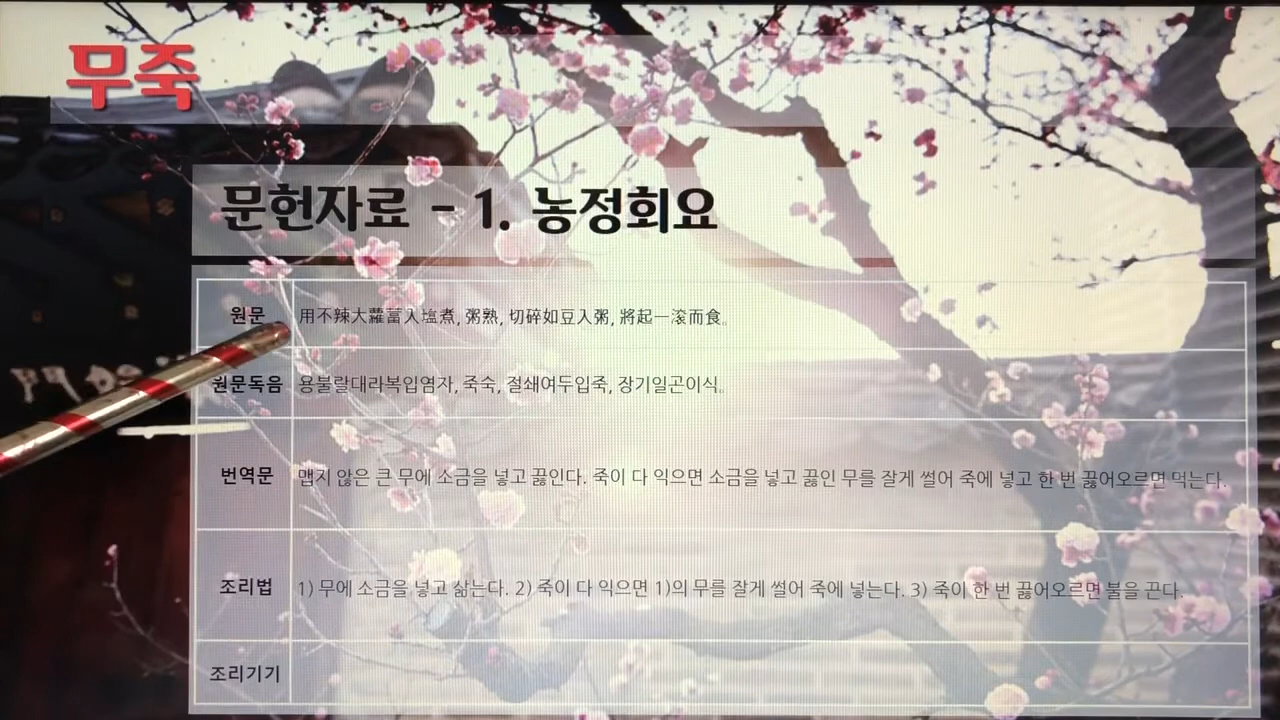 무죽
문헌자료 - 1. 농정회요
원문 用不辣大蘿葍入塩煮, 粥熟, 切碎如豆入粥, 將起一滚而食。
원문독음 용불랄대라복입염자, 죽숙, 절쇄여두입죽, 장기일곤이식。
번역문 맵지 않은 큰 무에 소금을 넣고 끓인다. 죽이 다 익으면 소금을 넣고 끓인 무를 잘게 썰어 죽에 넣고 한 번 끓어오르면 먹는다.
조리법 1) 무에 소금을 넣고 삶는다. 2) 죽이 다 익으면 1)의 무를 잘게 썰어 죽에 넣는다. 3) 죽이 한 번 끓어오르면 불을 끈다.
조리기기